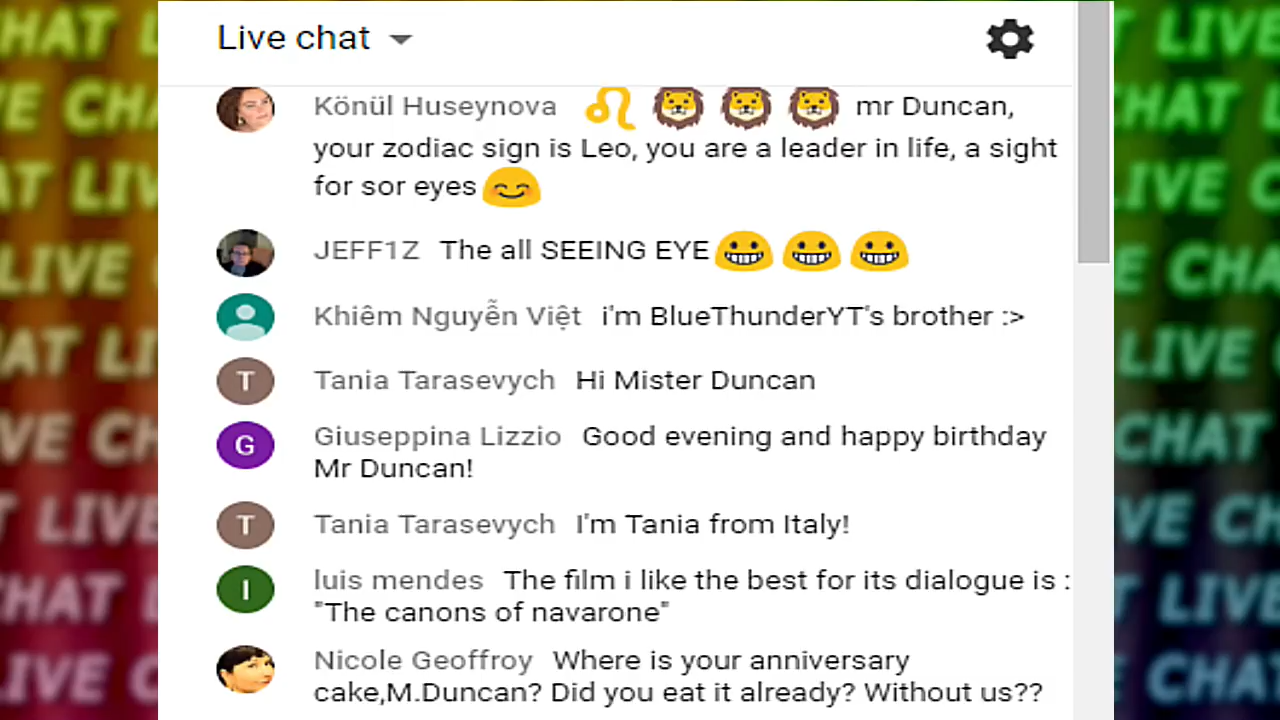 Live chat
Könül Huseynova ♌ 🦁 🦁 🦁 mr Duncan,
your zodiac sign is Leo, you are a leader in life, a sight
for sor eyes 😊
JEFF1Z The all SEEING EYE 😀 😀 😀
Khiêm Nguyễn Việt i'm BlueThunderYT's brother :>
T Tania Tarasevych Hi Mister Duncan
G Giuseppina Lizzio Good evening and happy birthday
Mr Duncan!
T Tania Tarasevych I'm Tania from Italy!
I luis mendes The film i like the best for its dialogue is :
"The canons of navarone"
Nicole Geoffroy Where is your anniversary
cake,M.Duncan? Did you eat it already? Without us??